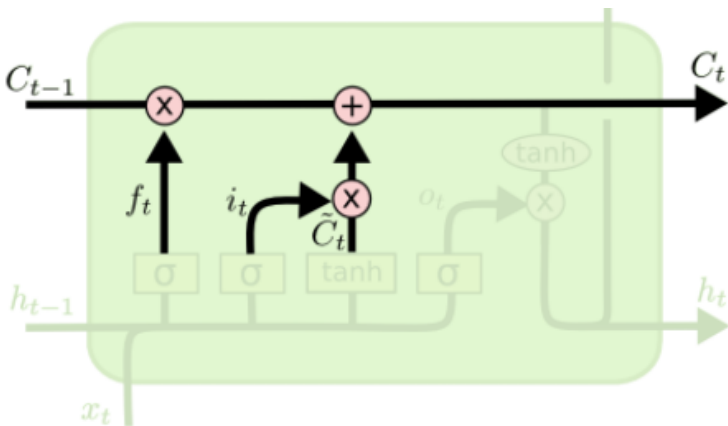 C_{t-1} × + C_t
tanh
f_t i_t × o_t ×
C̃_t
σ σ tanh σ
h_{t-1} h_t
x_t